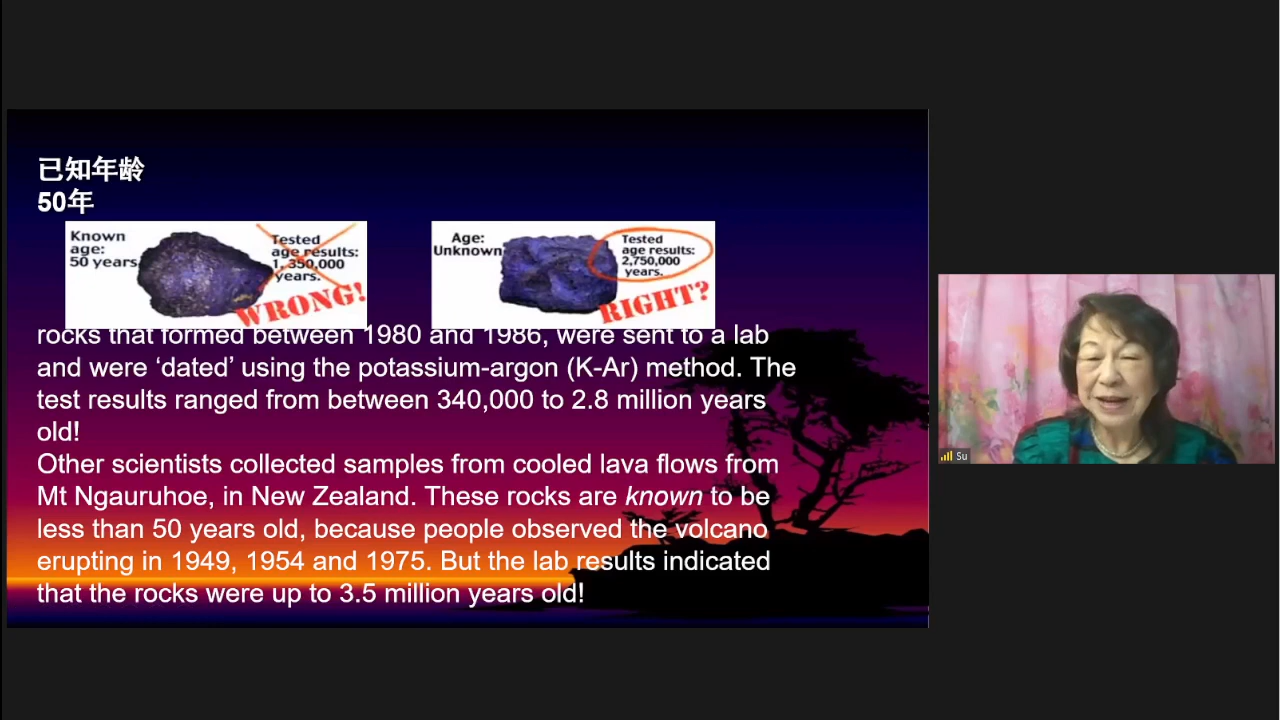 已知年龄
50年
Known
age:
50 years
Tested
age results:
1, 350,000
years.
WRONG!
Age:
Unknown
Tested
age results:
2,750,000
years.
RIGHT?
rocks that formed between 1980 and 1986, were sent to a lab
and were ‘dated’ using the potassium-argon (K-Ar) method. The
test results ranged from between 340,000 to 2.8 million years
old!
Other scientists collected samples from cooled lava flows from
Mt Ngauruhoe, in New Zealand. These rocks are known to be
less than 50 years old, because people observed the volcano
erupting in 1949, 1954 and 1975. But the lab results indicated
that the rocks were up to 3.5 million years old!
Su